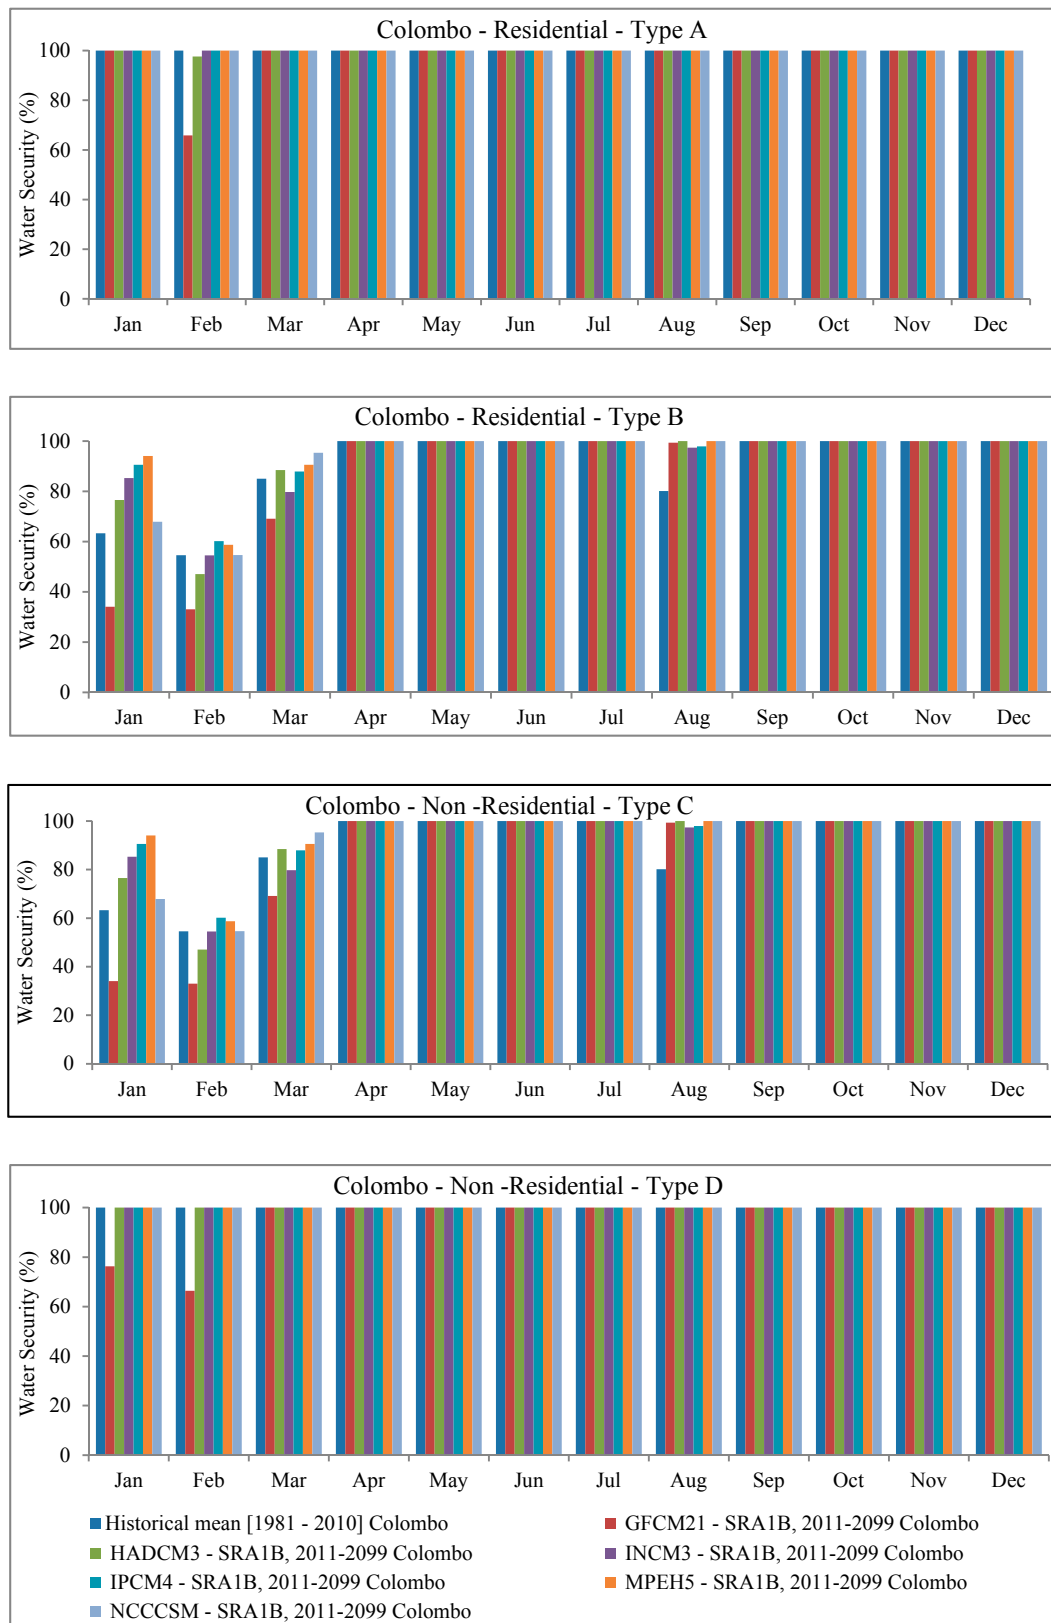 Colombo - Residential - Type A
Water Security (%)
100
80
60
40
20
0
Jan Feb Mar Apr May Jun Jul Aug Sep Oct Nov Dec
Colombo - Residential - Type B
Water Security (%)
100
80
60
40
20
0
Jan Feb Mar Apr May Jun Jul Aug Sep Oct Nov Dec
Colombo - Non -Residential - Type C
Water Security (%)
100
80
60
40
20
0
Jan Feb Mar Apr May Jun Jul Aug Sep Oct Nov Dec
Colombo - Non -Residential - Type D
Water Security (%)
100
80
60
40
20
0
Jan Feb Mar Apr May Jun Jul Aug Sep Oct Nov Dec
Historical mean [1981 - 2010] Colombo GFCM21 - SRA1B, 2011-2099 Colombo
HADCM3 - SRA1B, 2011-2099 Colombo INCM3 - SRA1B, 2011-2099 Colombo
IPCM4 - SRA1B, 2011-2099 Colombo MPEH5 - SRA1B, 2011-2099 Colombo
NCCCSM - SRA1B, 2011-2099 Colombo